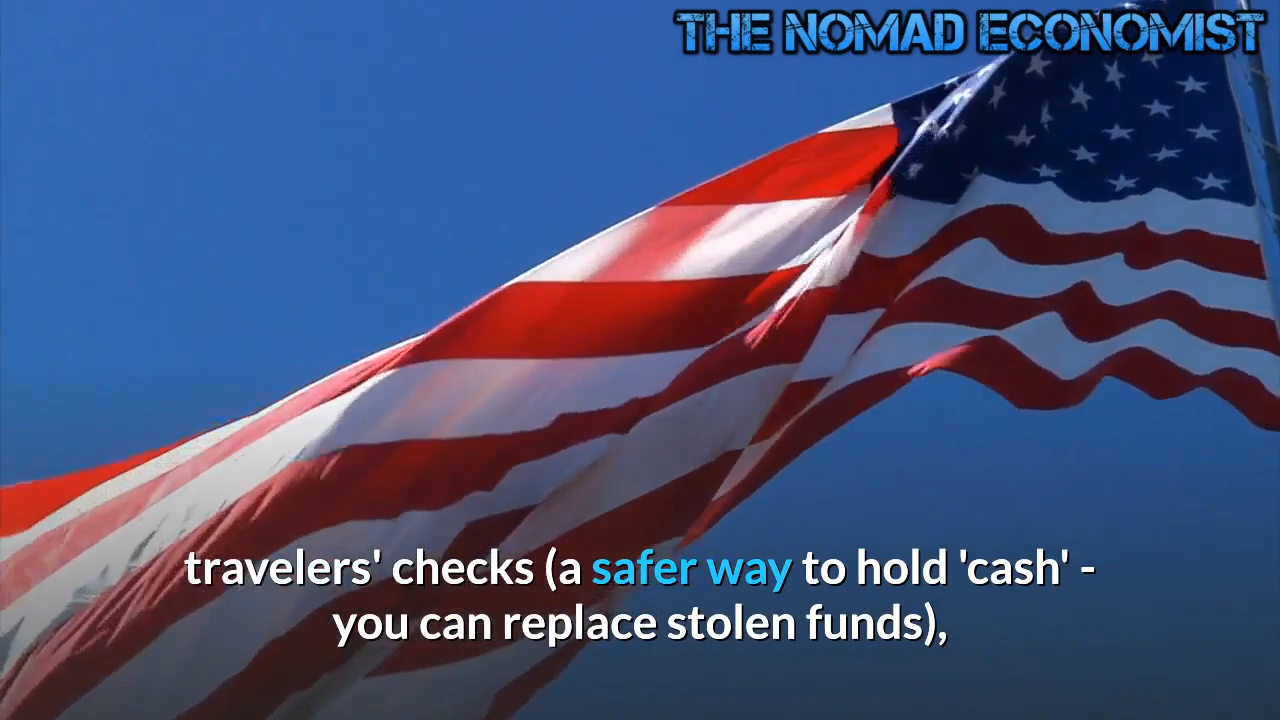 THE NOMAD ECONOMIST
travelers' checks (a safer way to hold 'cash' -
you can replace stolen funds),